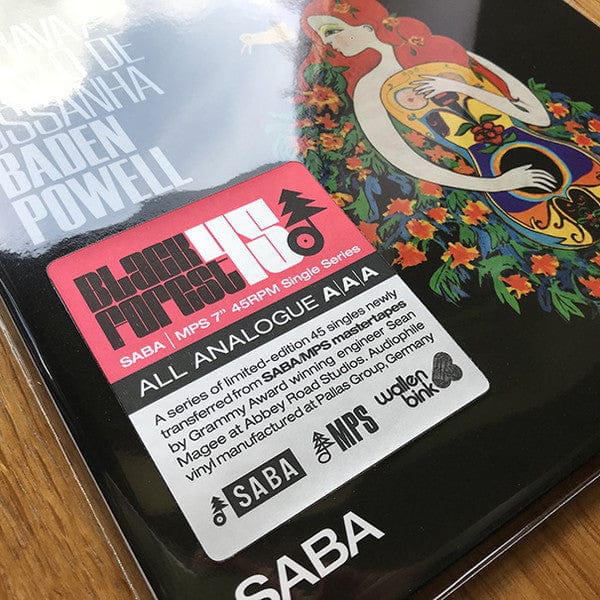 DE
OSSANHA
BADEN
POWELL
Black
Forest
45
SABA | MPS 7" 45RPM Single Series
ALL ANALOGUE A|A|A
A series of limited-edition 45 singles newly
transferred from SABA/MPS mastertapes
by Grammy Award winning engineer Sean
Magee at Abbey Road Studios. Audiophile
vinyl manufactured at Pallas Group, Germany
SABA
MPS
wallen
bink
SABA